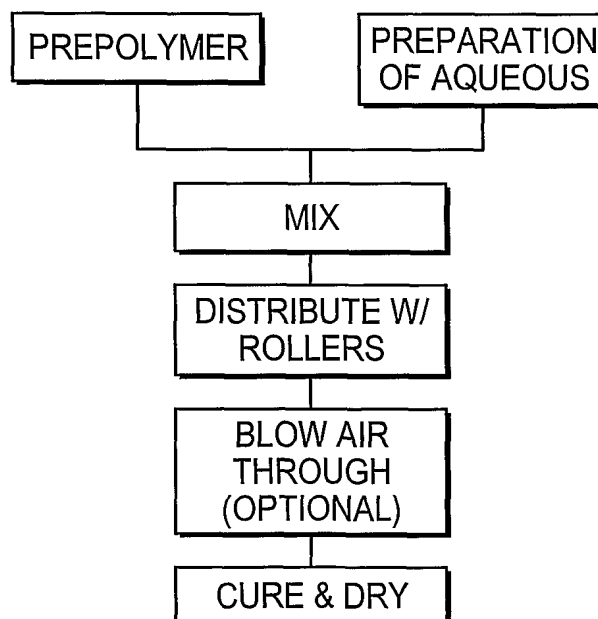 PREPOLYMER
PREPARATION
OF AQUEOUS
MIX
DISTRIBUTE W/
ROLLERS
BLOW AIR
THROUGH
(OPTIONAL)
CURE & DRY